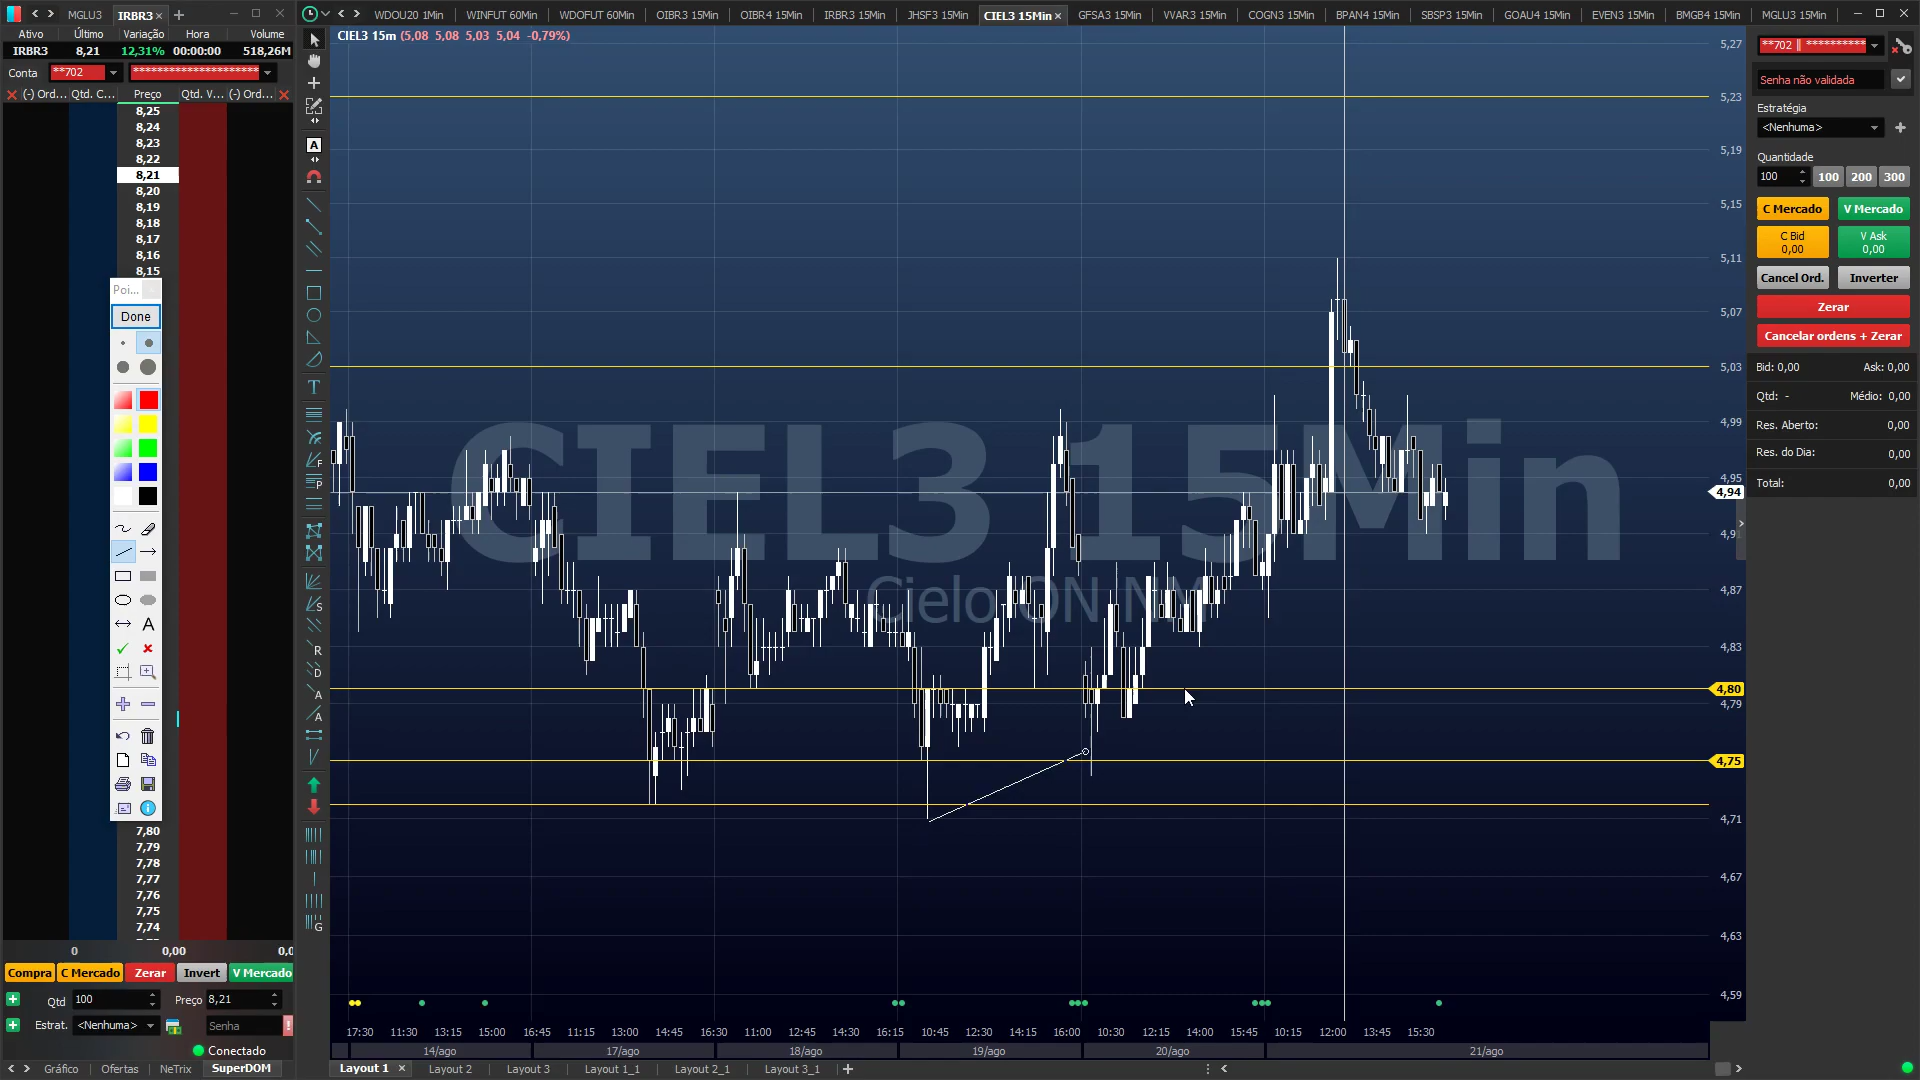 MGLU3 IRBR3
Ativo Último Variação Hora Volume
IRBR3 8,21 12,31% 00:00:00 518,26M
Conta **702 **********************
(-) Ord... Qtd. C... Preço Qtd. V... (-) Ord...
8,25
8,24
8,23
8,22
8,21
8,20
8,19
8,18
8,17
8,16
8,15
Poi...
Done
A
7,80
7,79
7,78
7,77
7,76
7,75
7,74
0 0,00 0,0
Compra C Mercado Zerar Invert V Mercado
Qtd 100 Preço 8,21
Estrat. <Nenhuma> Senha !
Conectado
Gráfico Ofertas NeTrix SuperDOM
WDOU20 1Min WINFUT 60Min WDOFUT 60Min OIBR3 15Min OIBR4 15Min IRBR3 15Min JHSF3 15Min CIEL3 15Min GFSA3 15Min VVAR3 15Min COGN3 15Min BPAN4 15Min SBSP3 15Min GOAU4 15Min EVEN3 15Min BMGB4 15Min MGLU3 15Min
CIEL3 15m (5,08 5,08 5,03 5,04 -0,79%)
CIEL3 15Min
Cielo ON NM
A
T
F
P
S
R
D
A
A
G
5,27
5,23
5,19
5,15
5,11
5,07
5,03
4,99
4,95
4,94
4,91
4,87
4,83
4,80
4,79
4,75
4,71
4,67
4,63
4,59
17:30 11:30 13:15 15:00 16:45 11:15 13:00 14:45 16:30 11:00 12:45 14:30 16:15 10:45 12:30 14:15 16:00 10:30 12:15 14:00 15:45 10:15 12:00 13:45 15:30
14/ago 17/ago 18/ago 19/ago 20/ago 21/ago
Layout 1 Layout 2 Layout 3 Layout 1_1 Layout 2_1 Layout 3_1
**702 || **********
Senha não validada
Estratégia
<Nenhuma>
Quantidade
100 100 200 300
C Mercado V Mercado
C Bid V Ask
0,00 0,00
Cancel Ord. Inverter
Zerar
Cancelar ordens + Zerar
Bid: 0,00 Ask: 0,00
Qtd: - Médio: 0,00
Res. Aberto: 0,00
Res. do Dia: 0,00
Total: 0,00